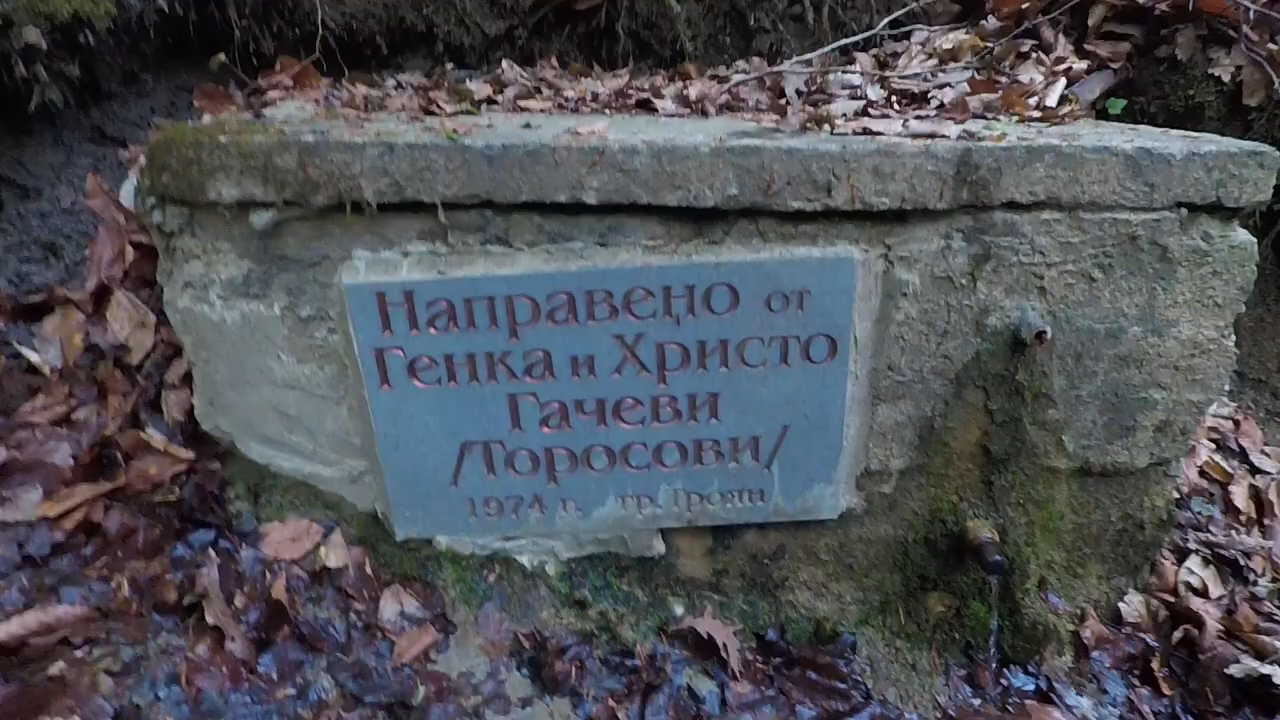 Направено от
Генка и Христо
Гачеви
/Торосови/
1974 г. гр. Троян